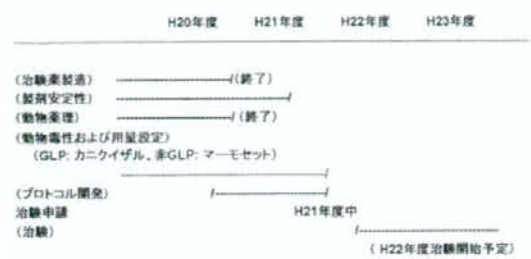 H20年度 H21年度 H22年度 H23年度
(治験薬製造) (終了)
(製剤安定性)
(動物薬理) (終了)
(動物毒性および用量設定)
(GLP: カニクイザル、非GLP: マーモセット)
(プロトコル開発)
治験申請 H21年度中
(治験)
(H22年度治験開始予定)